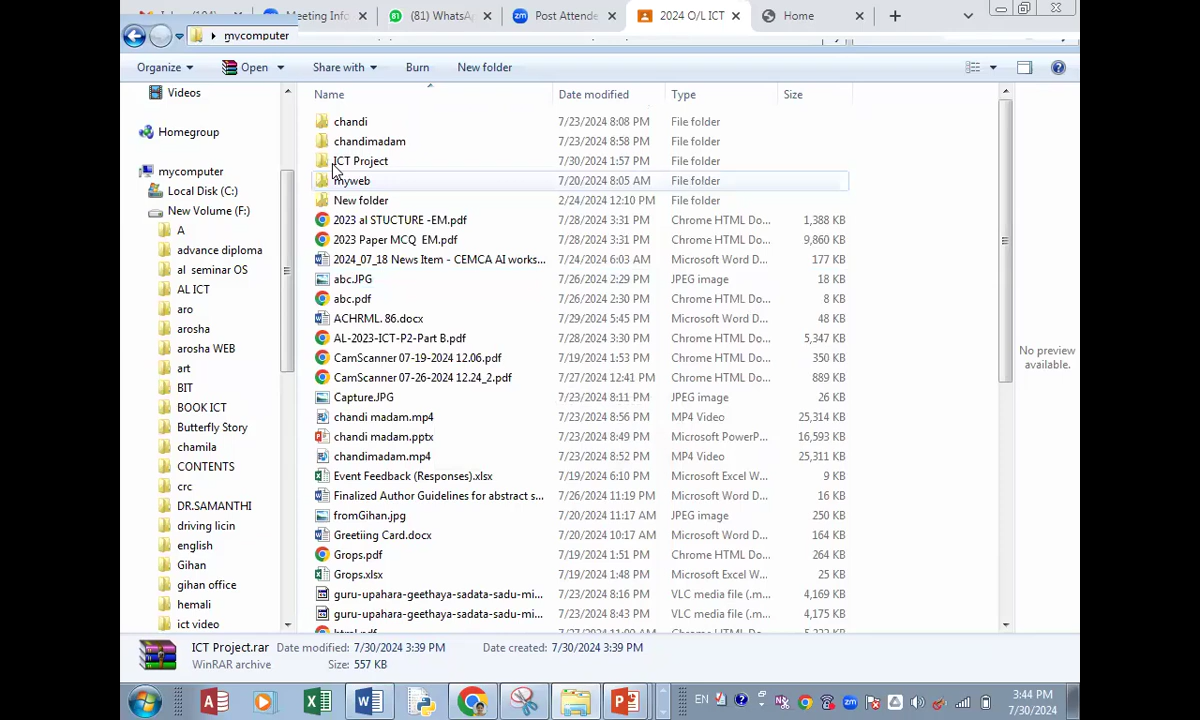 (104)
Meeting Info
(81) WhatsA
Post Attende
2024 O/L ICT
Home
mycomputer
Organize
Open
Share with
Burn
New folder
Name
Date modified
Type
Size
Videos
Homegroup
mycomputer
Local Disk (C:)
New Volume (F:)
A
advance diploma
al seminar OS
AL ICT
aro
arosha
arosha WEB
art
BIT
BOOK ICT
Butterfly Story
chamila
CONTENTS
crc
DR.SAMANTHI
driving licin
english
Gihan
gihan office
hemali
ict video
chandi 7/23/2024 8:08 PM File folder
chandimadam 7/23/2024 8:58 PM File folder
ICT Project 7/30/2024 1:57 PM File folder
myweb 7/20/2024 8:05 AM File folder
New folder 2/24/2024 12:10 PM File folder
2023 al STUCTURE -EM.pdf 7/28/2024 3:31 PM Chrome HTML Do... 1,388 KB
2023 Paper MCQ EM.pdf 7/28/2024 3:31 PM Chrome HTML Do... 9,860 KB
2024_07_18 News Item - CEMCA AI works... 7/24/2024 6:03 AM Microsoft Word D... 177 KB
abc.JPG 7/26/2024 2:29 PM JPEG image 18 KB
abc.pdf 7/26/2024 2:30 PM Chrome HTML Do... 8 KB
ACHRML. 86.docx 7/29/2024 5:45 PM Microsoft Word D... 48 KB
AL-2023-ICT-P2-Part B.pdf 7/28/2024 3:30 PM Chrome HTML Do... 5,347 KB
CamScanner 07-19-2024 12.06.pdf 7/19/2024 1:53 PM Chrome HTML Do... 350 KB
CamScanner 07-26-2024 12.24_2.pdf 7/27/2024 12:41 PM Chrome HTML Do... 889 KB
Capture.JPG 7/23/2024 8:11 PM JPEG image 26 KB
chandi madam.mp4 7/23/2024 8:56 PM MP4 Video 25,314 KB
chandi madam.pptx 7/23/2024 8:49 PM Microsoft PowerP... 16,593 KB
chandimadam.mp4 7/23/2024 8:52 PM MP4 Video 25,311 KB
Event Feedback (Responses).xlsx 7/19/2024 6:10 PM Microsoft Excel W... 9 KB
Finalized Author Guidelines for abstract s... 7/26/2024 11:19 PM Microsoft Word D... 16 KB
fromGihan.jpg 7/20/2024 11:17 AM JPEG image 250 KB
Greetiing Card.docx 7/20/2024 10:17 AM Microsoft Word D... 164 KB
Grops.pdf 7/19/2024 1:51 PM Chrome HTML Do... 264 KB
Grops.xlsx 7/19/2024 1:48 PM Microsoft Excel W... 25 KB
guru-upahara-geethaya-sadata-sadu-mi... 7/23/2024 8:16 PM VLC media file (.m... 4,169 KB
guru-upahara-geethaya-sadata-sadu-mi... 7/23/2024 8:43 PM VLC media file (.m... 4,175 KB
No preview
available.
ICT Project.rar Date modified: 7/30/2024 3:39 PM Date created: 7/30/2024 3:39 PM
WinRAR archive Size: 557 KB
EN
3:44 PM
7/30/2024